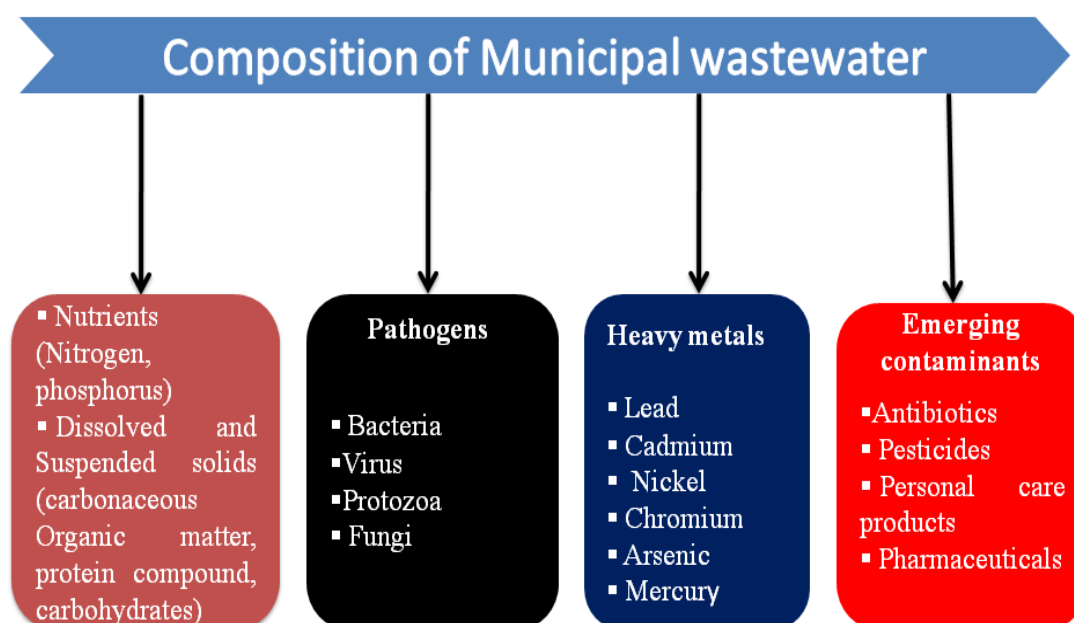 Composition of Municipal wastewater
▪ Nutrients
(Nitrogen,
phosphorus)
▪ Dissolved and
Suspended solids
(carbonaceous
Organic matter,
protein compound,
carbohydrates)
Pathogens
▪ Bacteria
▪Virus
▪Protozoa
▪ Fungi
Heavy metals
▪ Lead
▪ Cadmium
▪ Nickel
▪ Chromium
▪ Arsenic
▪ Mercury
Emerging
contaminants
▪Antibiotics
▪ Pesticides
▪ Personal care
products
▪ Pharmaceuticals